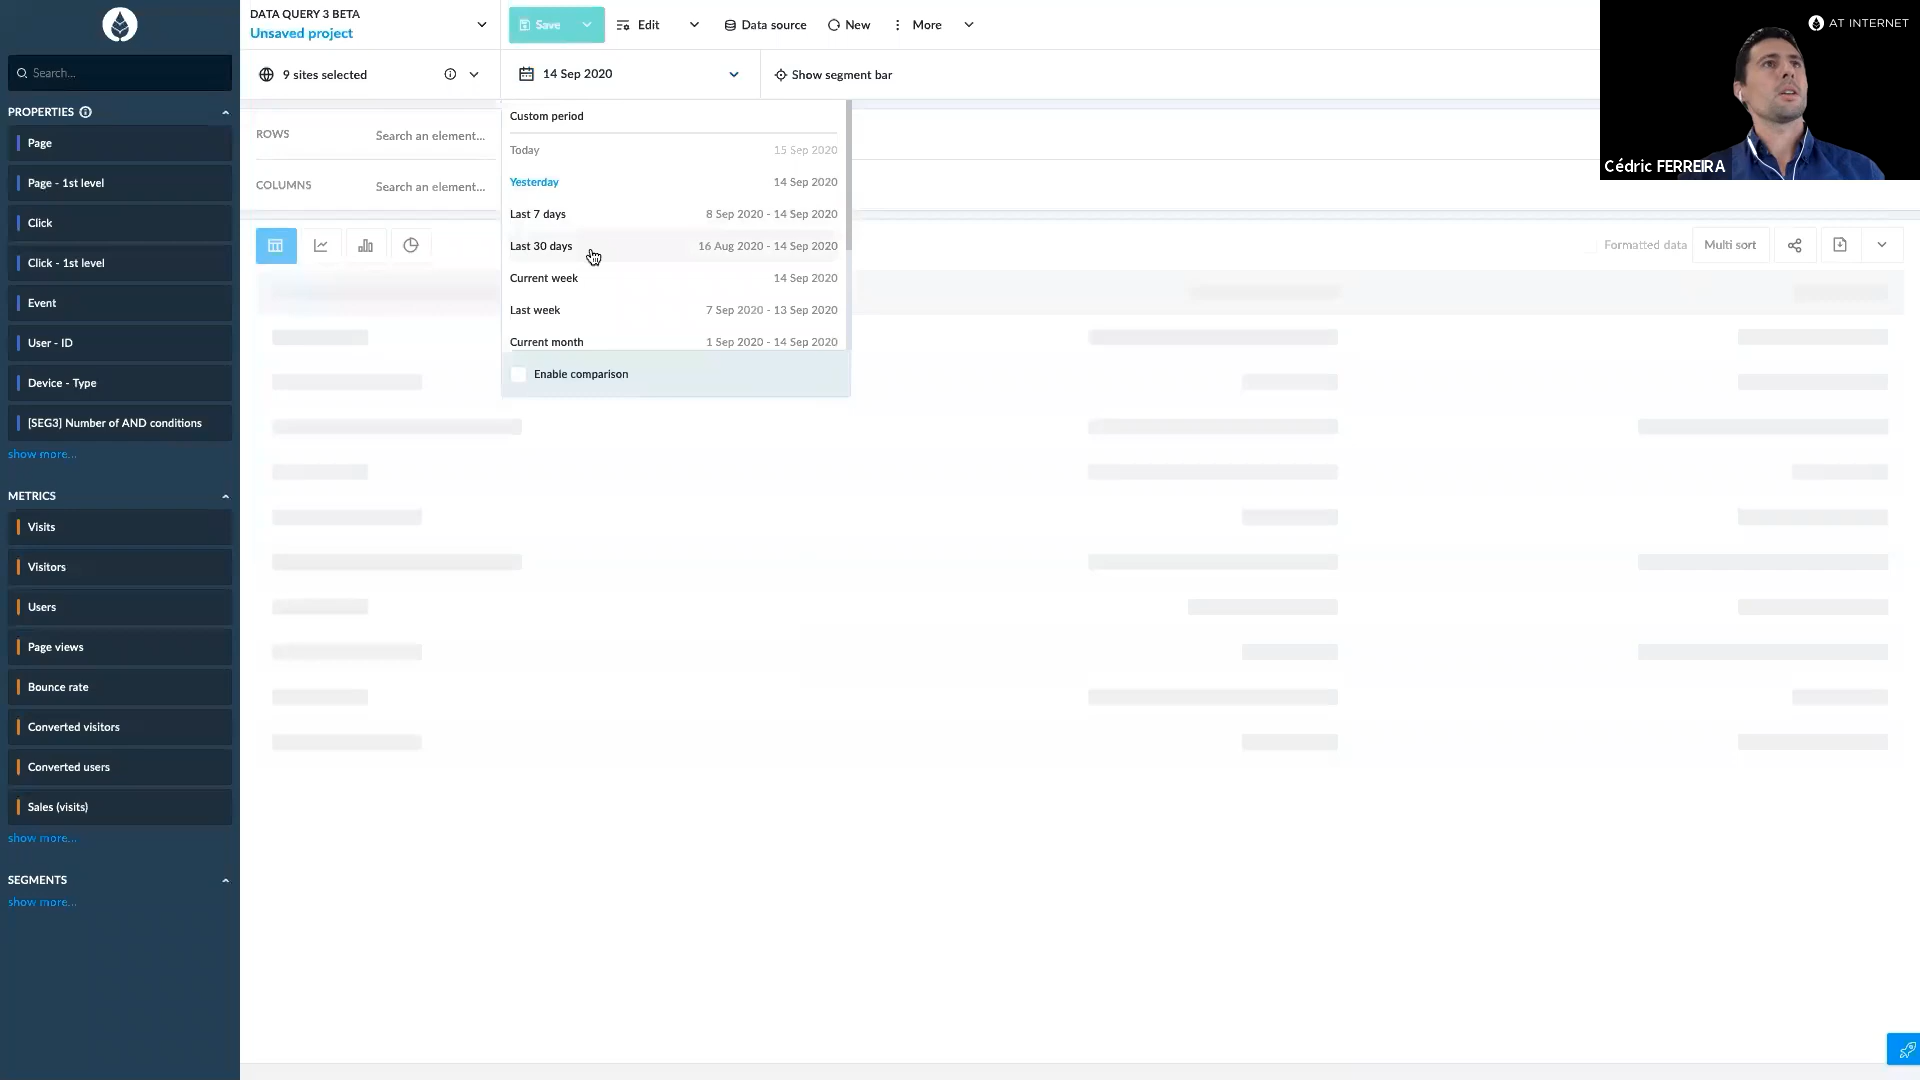 DATA QUERY 3 BETA
Unsaved project
Save
Edit
Data source
New
More
AT INTERNET
Search...
9 sites selected
14 Sep 2020
Show segment bar
Cédric FERREIRA
PROPERTIES
Page
Page - 1st level
Click
Click - 1st level
Event
User - ID
Device - Type
[SEG3] Number of AND conditions
show more...
METRICS
Visits
Visitors
Users
Page views
Bounce rate
Converted visitors
Converted users
Sales (visits)
show more...
SEGMENTS
show more...
ROWS Search an element...
COLUMNS Search an element...
Custom period
Today 15 Sep 2020
Yesterday 14 Sep 2020
Last 7 days 8 Sep 2020 - 14 Sep 2020
Last 30 days 16 Aug 2020 - 14 Sep 2020
Current week 14 Sep 2020
Last week 7 Sep 2020 - 13 Sep 2020
Current month 1 Sep 2020 - 14 Sep 2020
Enable comparison
Formatted data
Multi sort